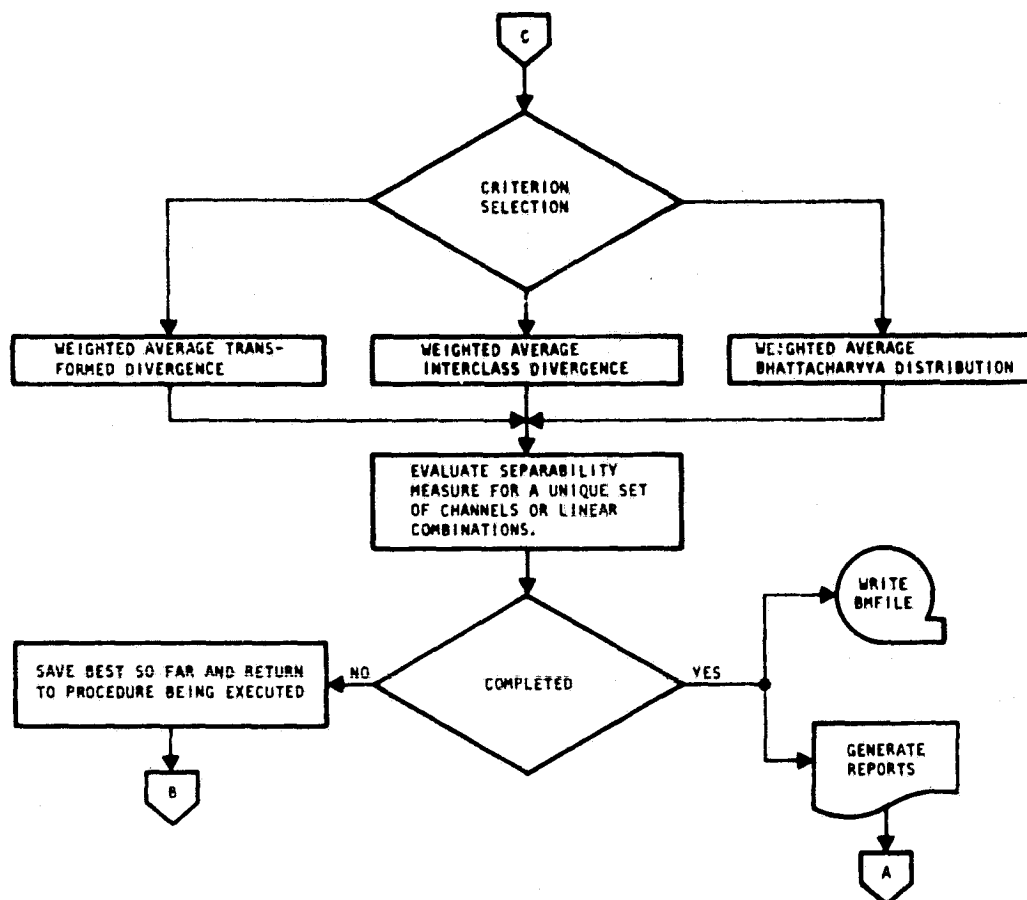 C
CRITERION
SELECTION
WEIGHTED AVERAGE TRANS-
FORMED DIVERGENCE
WEIGHTED AVERAGE
INTERCLASS DIVERGENCE
WEIGHTED AVERAGE
BHATTACHARYYA DISTRIBUTION
EVALUATE SEPARABILITY
MEASURE FOR A UNIQUE SET
OF CHANNELS OR LINEAR
COMBINATIONS.
WRITE
BMFILE
SAVE BEST SO FAR AND RETURN
TO PROCEDURE BEING EXECUTED
NO
COMPLETED
YES
GENERATE
REPORTS
B
A